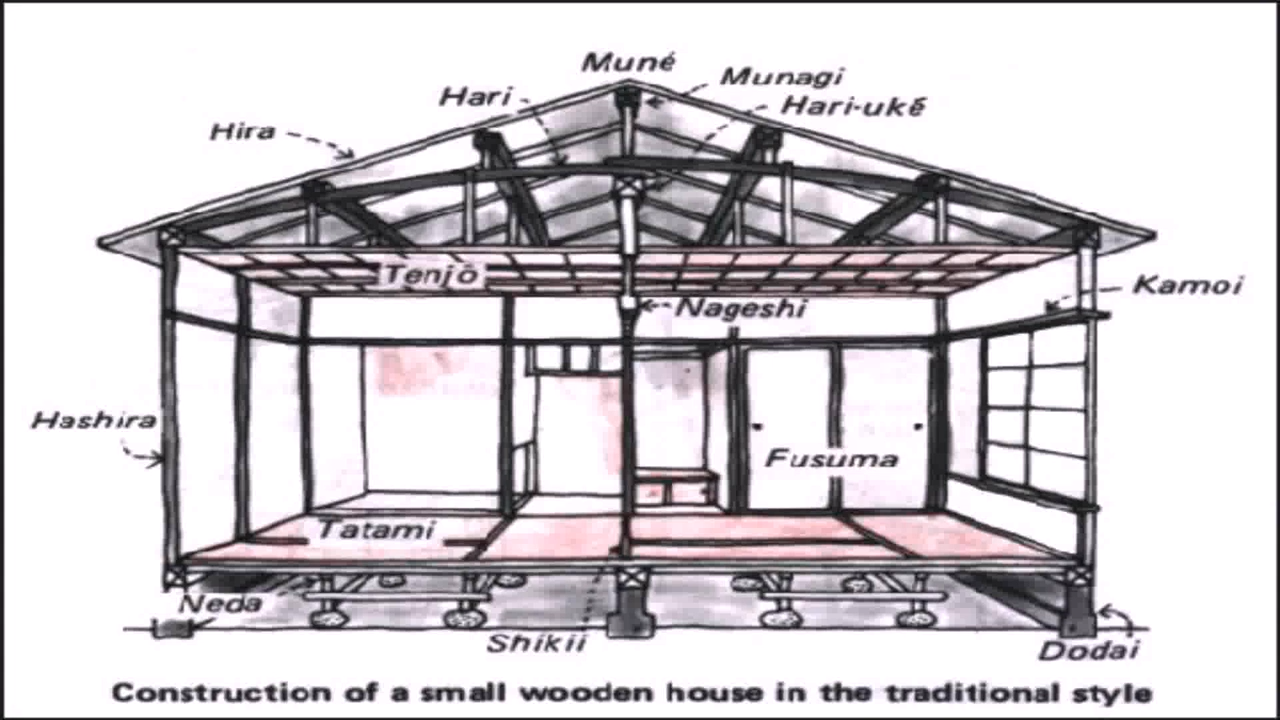 Muné
Munagi
Hari
Hari-uké
Hira
Tenjō
Kamoi
Nageshi
Hashira
Fusuma
Tatami
Neda
Shikii
Dodai
Construction of a small wooden house in the traditional style